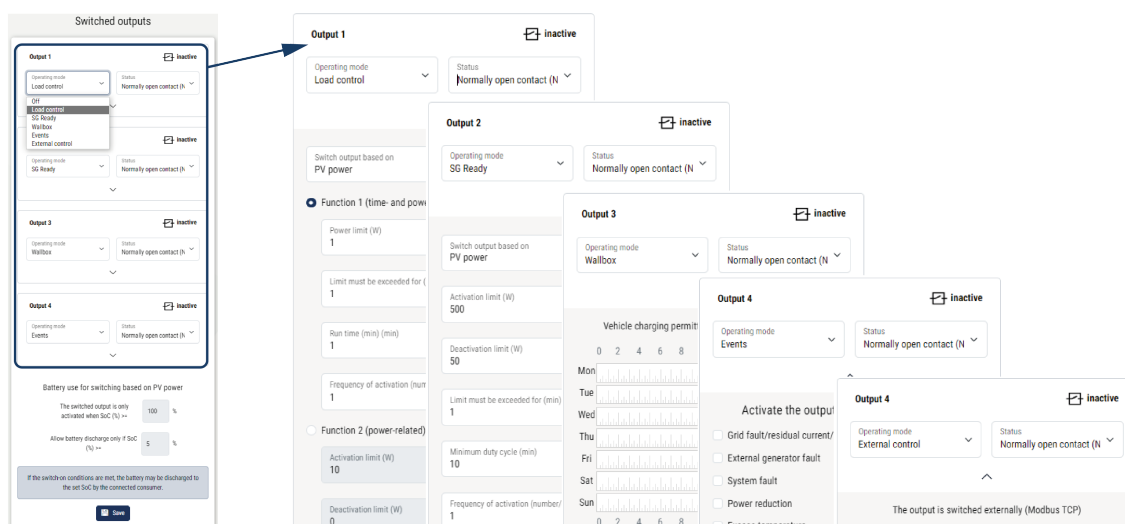 Switched outputs
Output 1
inactive
Operating mode
Load control
Status
Normally open contact (N
Off
Load control
SG Ready
Wallbox
Events
External control
inactive
Operating mode
SG Ready
Status
Normally open contact (N
Output 3
inactive
Operating mode
Wallbox
Status
Normally open contact (N
Output 4
inactive
Operating mode
Events
Status
Normally open contact (N
Battery use for switching based on PV power
The switched output is only
activated when SoC (%) >=
100 %
Allow battery discharge only if SoC
(%) >=
5 %
If the switch-on conditions are met, the battery may be discharged to
the set SoC by the connected consumer.
Save
Output 1
inactive
Operating mode
Load control
Status
Normally open contact (N
Switch output based on
PV power
Function 1 (time- and powe
Power limit (W)
1
Limit must be exceeded for (
1
Run time (min) (min)
1
Frequency of activation (num
1
Function 2 (power-related)
Activation limit (W)
10
Deactivation limit (W)
0
Output 2
inactive
Operating mode
SG Ready
Status
Normally open contact (N
Switch output based on
PV power
Activation limit (W)
500
Deactivation limit (W)
50
Limit must be exceeded for (min)
1
Minimum duty cycle (min)
10
Frequency of activation (number/
1
Output 3
inactive
Operating mode
Wallbox
Status
Normally open contact (N
Vehicle charging permit
0 2 4 6 8
Mon
Tue
Wed
Thu
Fri
Sat
Sun
0 2 4 6 8
Output 4
inactive
Operating mode
Events
Status
Normally open contact (N
Activate the output
Grid fault/residual current/
External generator fault
System fault
Power reduction
Output 4
inactive
Operating mode
External control
Status
Normally open contact (N
The output is switched externally (Modbus TCP)